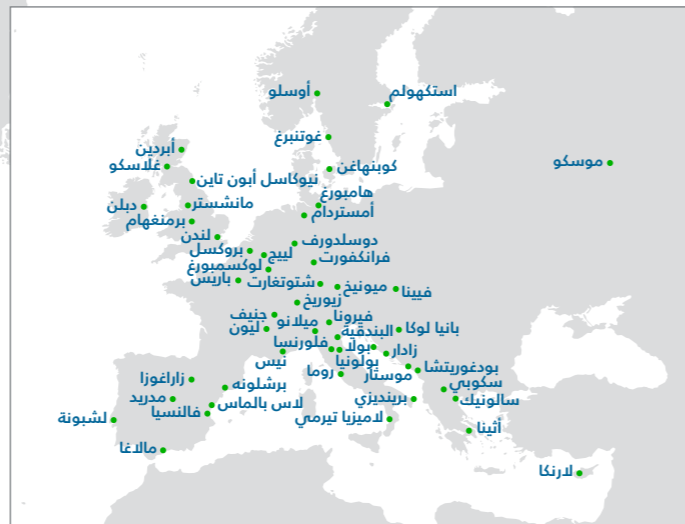 استكهولم
أوسلو
غوتنبرغ
موسكو
أبردين
غلاسكو
كوبنهاغن
نيوكاسل أبون تاين
هامبورغ
مانشستر
دبلن
أمستردام
برمنغهام
لندن
دوسلدورف
بروكسل
لييج
فرانكفورت
لوكسمبورغ
باريس
شتوتغارت
ميونيخ
فيينا
زيوريخ
جنيف
فيرونا
ميلانو
ليون
البندقية
بانيا لوكا
فلورنسا
بولا
زادار
نيس
بولونيا
بودغوريتشا
موستار
روما
زاراغوزا
برشلونه
سكوبي
مدريد
لاس بالماس
برينديزي
سالونيك
فالنسيا
لشبونة
لاميزيا تيرمي
أثينا
مالاغا
لارنكا